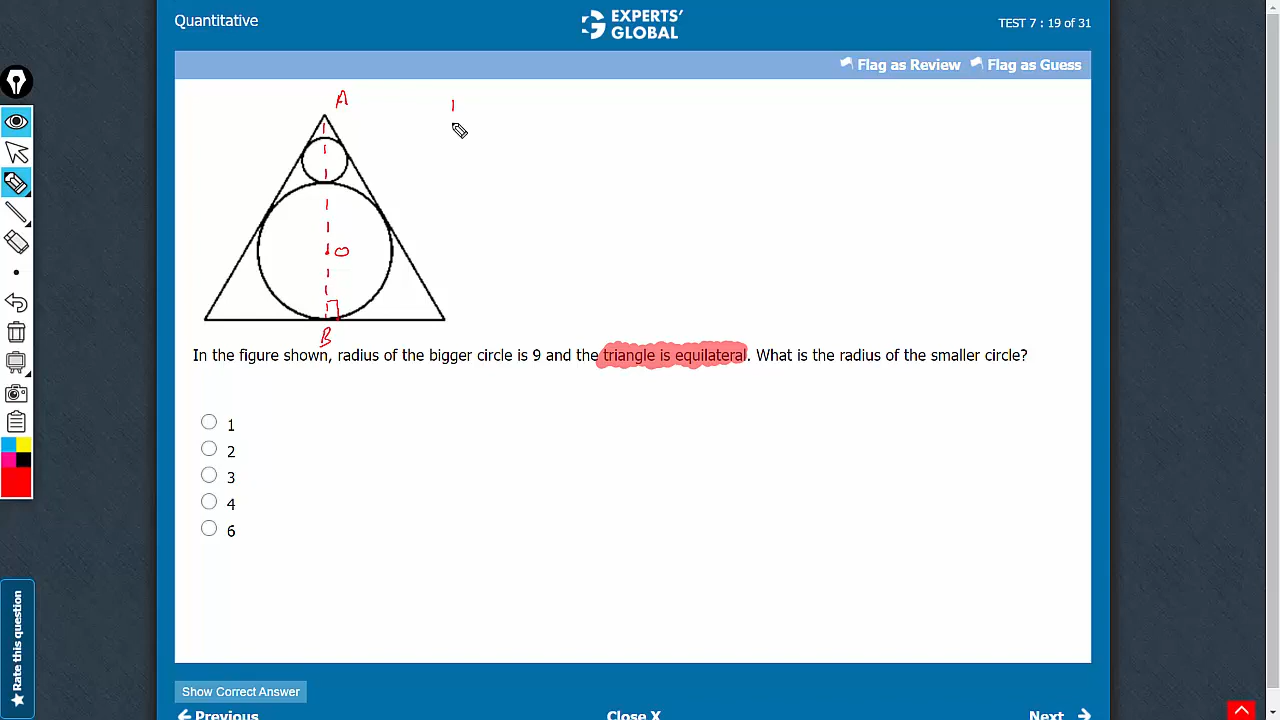 Quantitative
EXPERTS'
GLOBAL
TEST 7 : 19 of 31
Flag as Review
Flag as Guess
A
O
B
In the figure shown, radius of the bigger circle is 9 and the triangle is equilateral. What is the radius of the smaller circle?
1
2
3
4
6
Rate this question
Show Correct Answer
Previous
Close X
Next